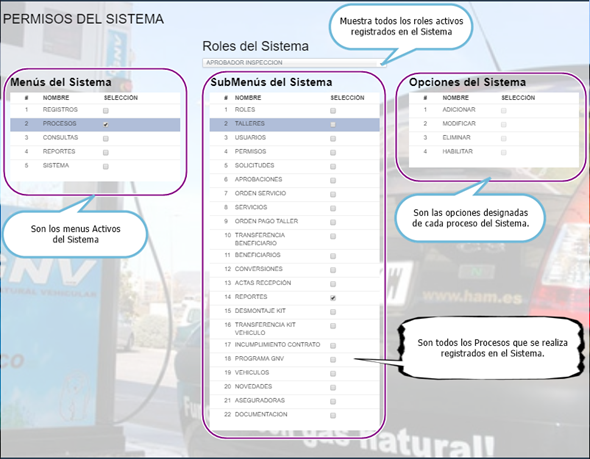 PERMISOS DEL SISTEMA
Muestra todos los roles activos
registrados en el Sistema
Roles del Sistema
APROBADOR INSPECCION
Menús del Sistema
# NOMBRE SELECCIÓN
1 REGISTROS
2 PROCESOS
3 CONSULTAS
4 REPORTES
5 SISTEMA
Son los menus Activos
del Sistema
SubMenús del Sistema
# NOMBRE SELECCIÓN
1 ROLES
2 TALLERES
3 USUARIOS
4 PERMISOS
5 SOLICITUDES
6 APROBACIONES
7 ORDEN SERVICIO
8 SERVICIOS
9 ORDEN PAGO TALLER
10 TRANSFERENCIA
BENEFICIARIO
11 BENEFICIARIOS
12 CONVERSIONES
13 ACTAS RECEPCIÓN
14 REPORTES
15 DESMONTAJE KIT
16 TRANSFERENCIA KIT
VEHICULO
17 INCUMPLIMIENTO CONTRATO
18 PROGRAMA GNV
19 VEHICULOS
20 NOVEDADES
21 ASEGURADORAS
22 DOCUMENTACION
Opciones del Sistema
# NOMBRE SELECCIÓN
1 ADICIONAR
2 MODIFICAR
3 ELIMINAR
4 HABILITAR
Son las opciones designadas
de cada proceso del Sistema.
Son todos los Procesos que se realiza
registrados en el Sistema.
www.ham.es
GNV
gas natural!